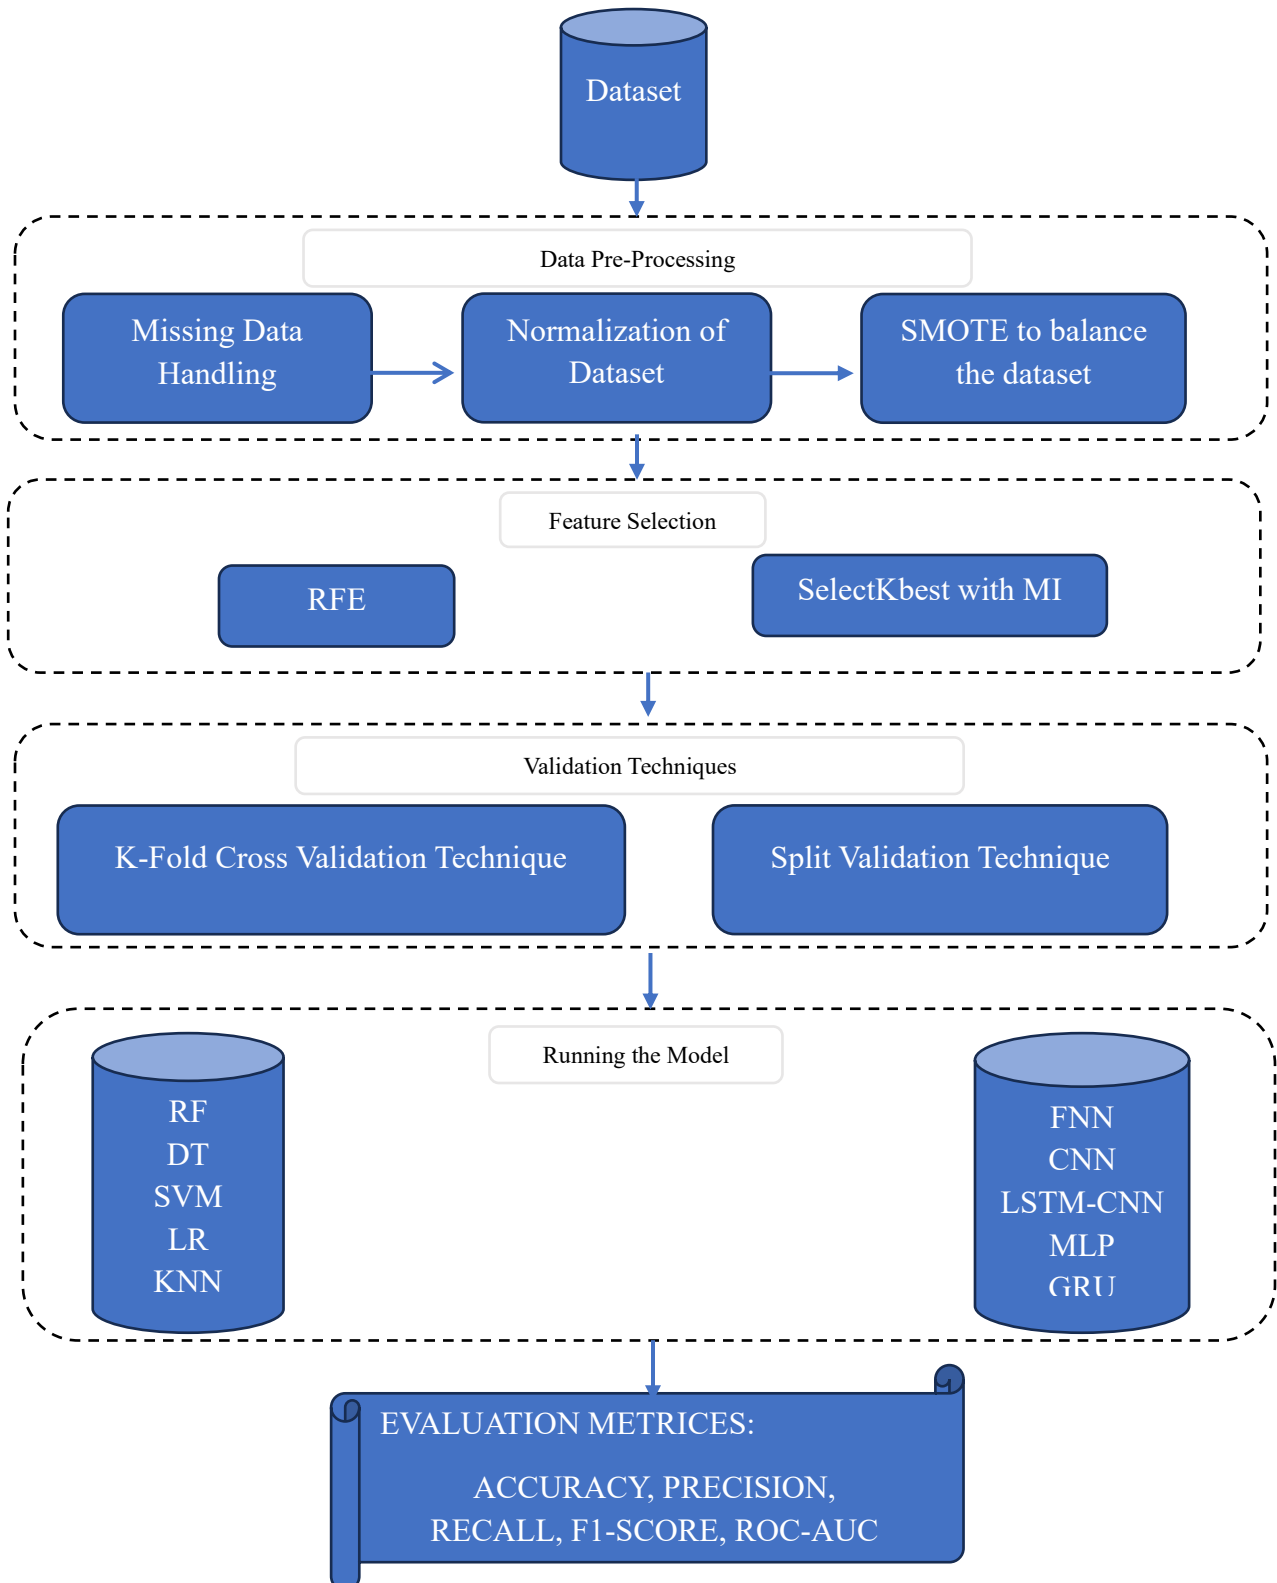 Dataset
Data Pre-Processing
Missing Data
Handling
Normalization of
Dataset
SMOTE to balance
the dataset
Feature Selection
RFE
SelectKbest with MI
Validation Techniques
K-Fold Cross Validation Technique
Split Validation Technique
Running the Model
RF
DT
SVM
LR
KNN
FNN
CNN
LSTM-CNN
MLP
GRU
EVALUATION METRICES:
ACCURACY, PRECISION,
RECALL, F1-SCORE, ROC-AUC